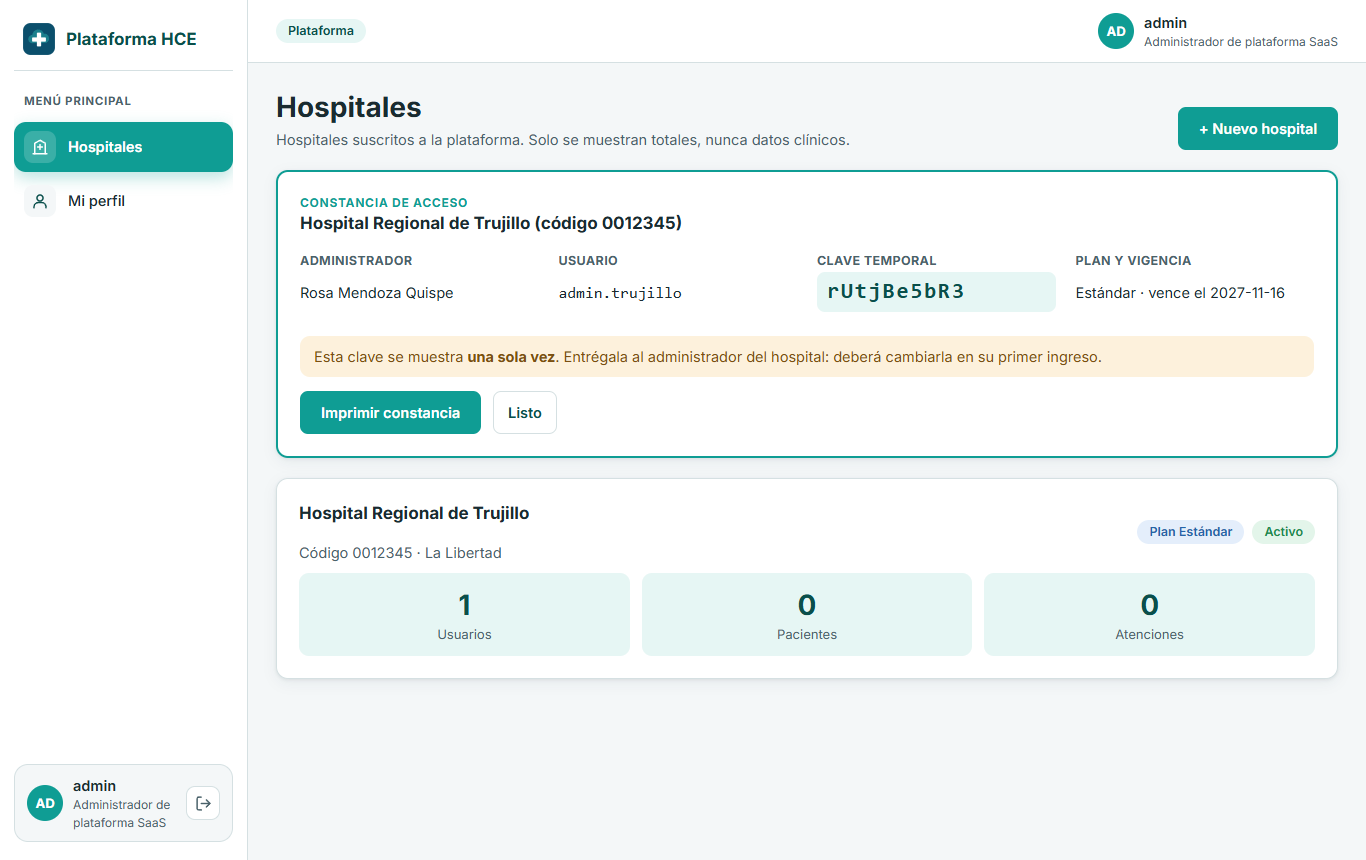 Plataforma HCE
MENÚ PRINCIPAL
Hospitales
Mi perfil
AD
admin
Administrador de
plataforma SaaS
Plataforma
AD
admin
Administrador de plataforma SaaS
Hospitales
Hospitales suscritos a la plataforma. Solo se muestran totales, nunca datos clínicos.
+ Nuevo hospital
CONSTANCIA DE ACCESO
Hospital Regional de Trujillo (código 0012345)
ADMINISTRADOR
Rosa Mendoza Quispe
USUARIO
admin.trujillo
CLAVE TEMPORAL
rUtjBe5bR3
PLAN Y VIGENCIA
Estándar · vence el 2027-11-16
Esta clave se muestra una sola vez. Entrégala al administrador del hospital: deberá cambiarla en su primer ingreso.
Imprimir constancia
Listo
Hospital Regional de Trujillo
Código 0012345 · La Libertad
Plan Estándar
Activo
1
Usuarios
0
Pacientes
0
Atenciones